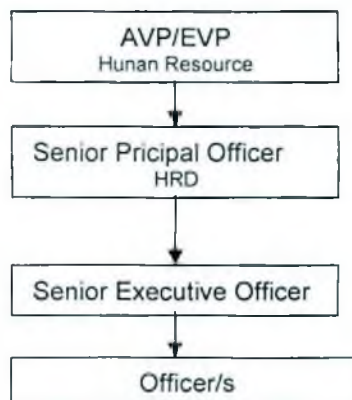 AVP/EVP
Hunan Resource
Senior Pricipal Officer
HRD
Senior Executive Officer
Officer/s